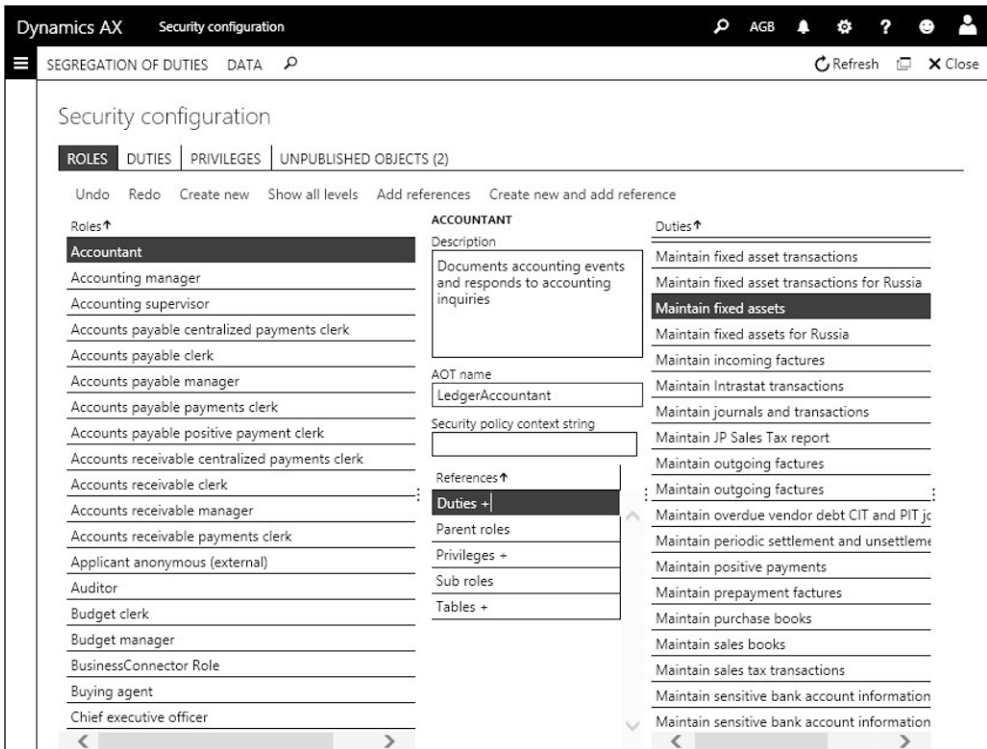 Dynamics AX Security configuration AGB ?
SEGREGATION OF DUTIES DATA Refresh Close
Security configuration
ROLES DUTIES PRIVILEGES UNPUBLISHED OBJECTS (2)
Undo Redo Create new Show all levels Add references Create new and add reference
Roles↑
Accountant
Accounting manager
Accounting supervisor
Accounts payable centralized payments clerk
Accounts payable clerk
Accounts payable manager
Accounts payable payments clerk
Accounts payable positive payment clerk
Accounts receivable centralized payments clerk
Accounts receivable clerk
Accounts receivable manager
Accounts receivable payments clerk
Applicant anonymous (external)
Auditor
Budget clerk
Budget manager
BusinessConnector Role
Buying agent
Chief executive officer
ACCOUNTANT
Description
Documents accounting events
and responds to accounting
inquiries
AOT name
LedgerAccountant
Security policy context string
References↑
Duties +
Parent roles
Privileges +
Sub roles
Tables +
Duties↑
Maintain fixed asset transactions
Maintain fixed asset transactions for Russia
Maintain fixed assets
Maintain fixed assets for Russia
Maintain incoming factures
Maintain Intrastat transactions
Maintain journals and transactions
Maintain JP Sales Tax report
Maintain outgoing factures
Maintain outgoing factures
Maintain overdue vendor debt CIT and PIT jo
Maintain periodic settlement and unsettleme
Maintain positive payments
Maintain prepayment factures
Maintain purchase books
Maintain sales books
Maintain sales tax transactions
Maintain sensitive bank account information
Maintain sensitive bank account information